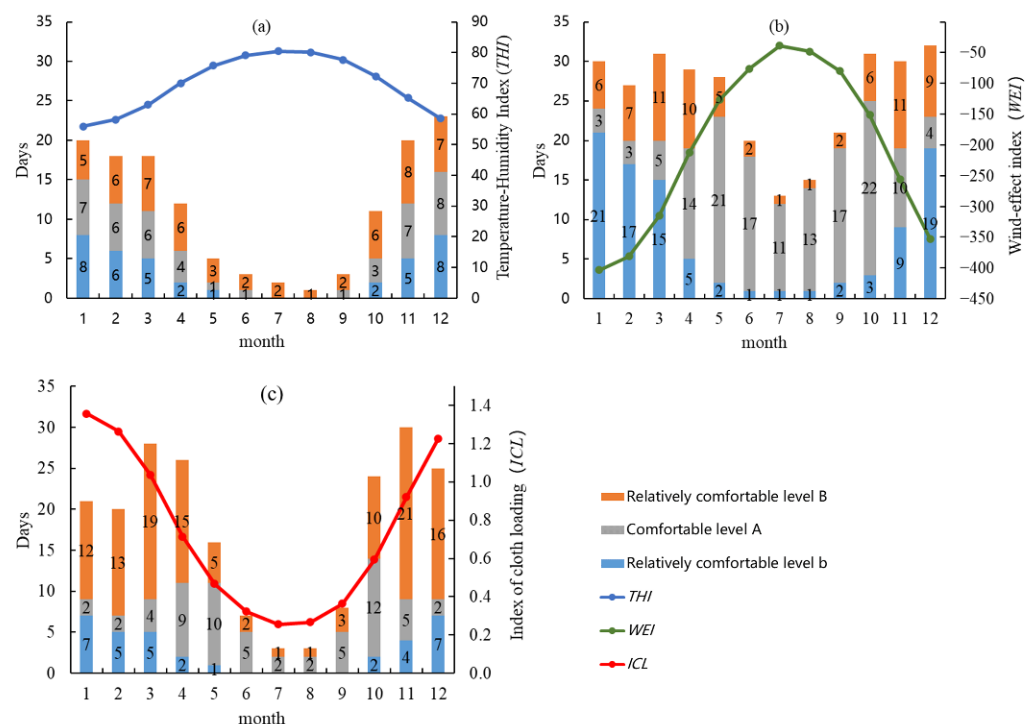 (a)
35
30
25
20
15
10
5
0
Days
90
80
70
60
50
40
30
20
10
0
Temperature-Humidity Index (THI)
5 6 7 6 3 2 2 1 2 6 8 7
7 6 6 4 1 1 3 7 8
8 6 5 2 1 2 5 8
1 2 3 4 5 6 7 8 9 10 11 12
month
(b)
35
30
25
20
15
10
5
0
Days
−50
−100
−150
−200
−250
−300
−350
−400
−450
Wind-effect index (WEI)
6 7 11 10 5 2 1 1 2 6 11 9
3 3 5 14 21 17 11 13 17 22 10 4
21 17 15 5 2 1 1 1 2 3 9 19
1 2 3 4 5 6 7 8 9 10 11 12
month
(c)
35
30
25
20
15
10
5
0
Days
1.4
1.2
1.0
0.8
0.6
0.4
0.2
0.0
Index of cloth loading (ICL)
12 13 19 15 5 2 1 1 3 10 21 16
2 2 4 9 10 5 2 2 5 12 5 2
7 5 5 2 1 2 4 7
1 2 3 4 5 6 7 8 9 10 11 12
month
Relatively comfortable level B
Comfortable level A
Relatively comfortable level b
THI
WEI
ICL